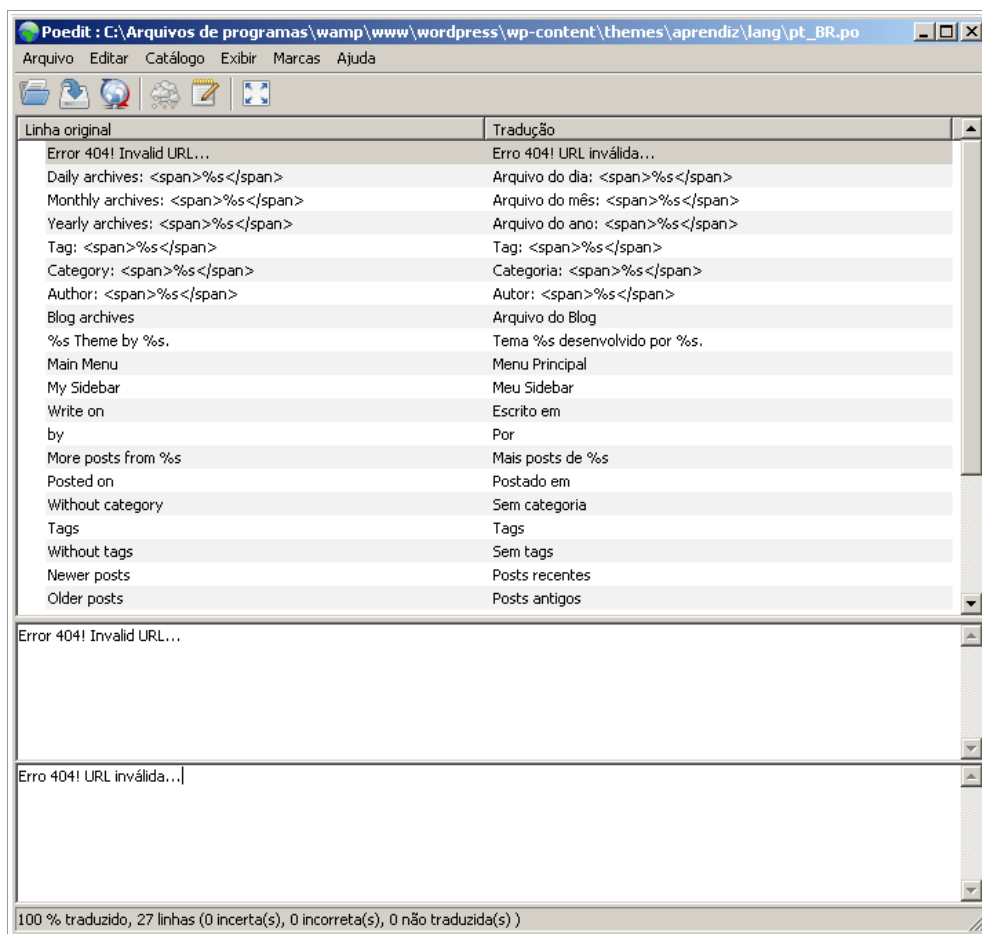 Poedit : C:\Arquivos de programas\wamp\www\wordpress\wp-content\themes\aprendiz\lang\pt_BR.po
Arquivo Editar Catálogo Exibir Marcas Ajuda
Linha original Tradução
Error 404! Invalid URL... Erro 404! URL inválida...
Daily archives: <span>%s</span> Arquivo do dia: <span>%s</span>
Monthly archives: <span>%s</span> Arquivo do mês: <span>%s</span>
Yearly archives: <span>%s</span> Arquivo do ano: <span>%s</span>
Tag: <span>%s</span> Tag: <span>%s</span>
Category: <span>%s</span> Categoria: <span>%s</span>
Author: <span>%s</span> Autor: <span>%s</span>
Blog archives Arquivo do Blog
%s Theme by %s. Tema %s desenvolvido por %s.
Main Menu Menu Principal
My Sidebar Meu Sidebar
Write on Escrito em
by Por
More posts from %s Mais posts de %s
Posted on Postado em
Without category Sem categoria
Tags Tags
Without tags Sem tags
Newer posts Posts recentes
Older posts Posts antigos
Error 404! Invalid URL...
Erro 404! URL inválida...
100 % traduzido, 27 linhas (0 incerta(s), 0 incorreta(s), 0 não traduzida(s) )